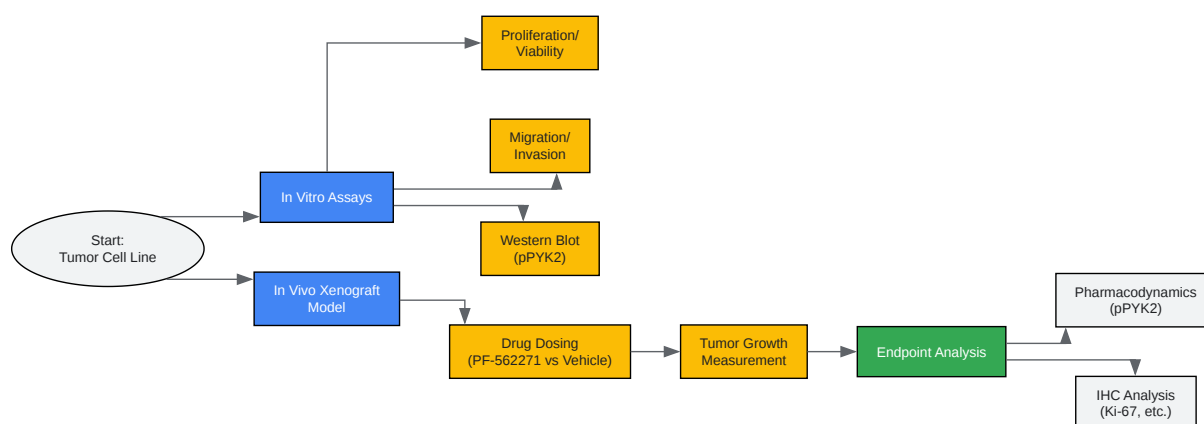 Proliferation/
Viability
Migration/
Invasion
In Vitro Assays
Western Blot
(pPYK2)
Start:
Tumor Cell Line
In Vivo Xenograft
Model
Drug Dosing
(PF-562271 vs Vehicle)
Tumor Growth
Measurement
Endpoint Analysis
Pharmacodynamics
(pPYK2)
IHC Analysis
(Ki-67, etc.)